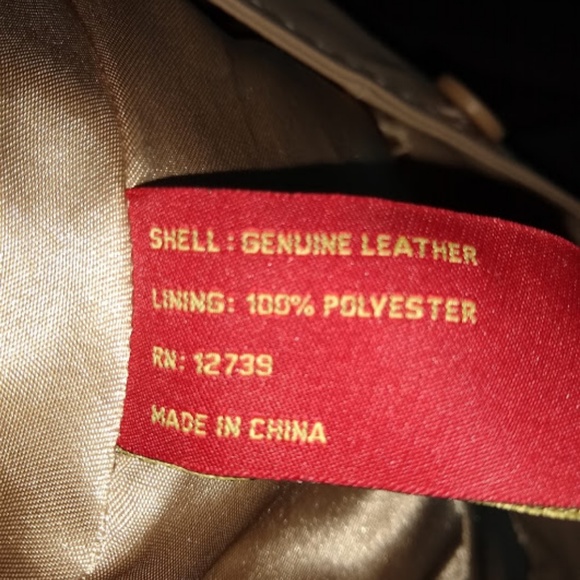 SHELL : GENUINE LEATHER
LINING: 100% POLYESTER
RN: 12739
MADE IN CHINA